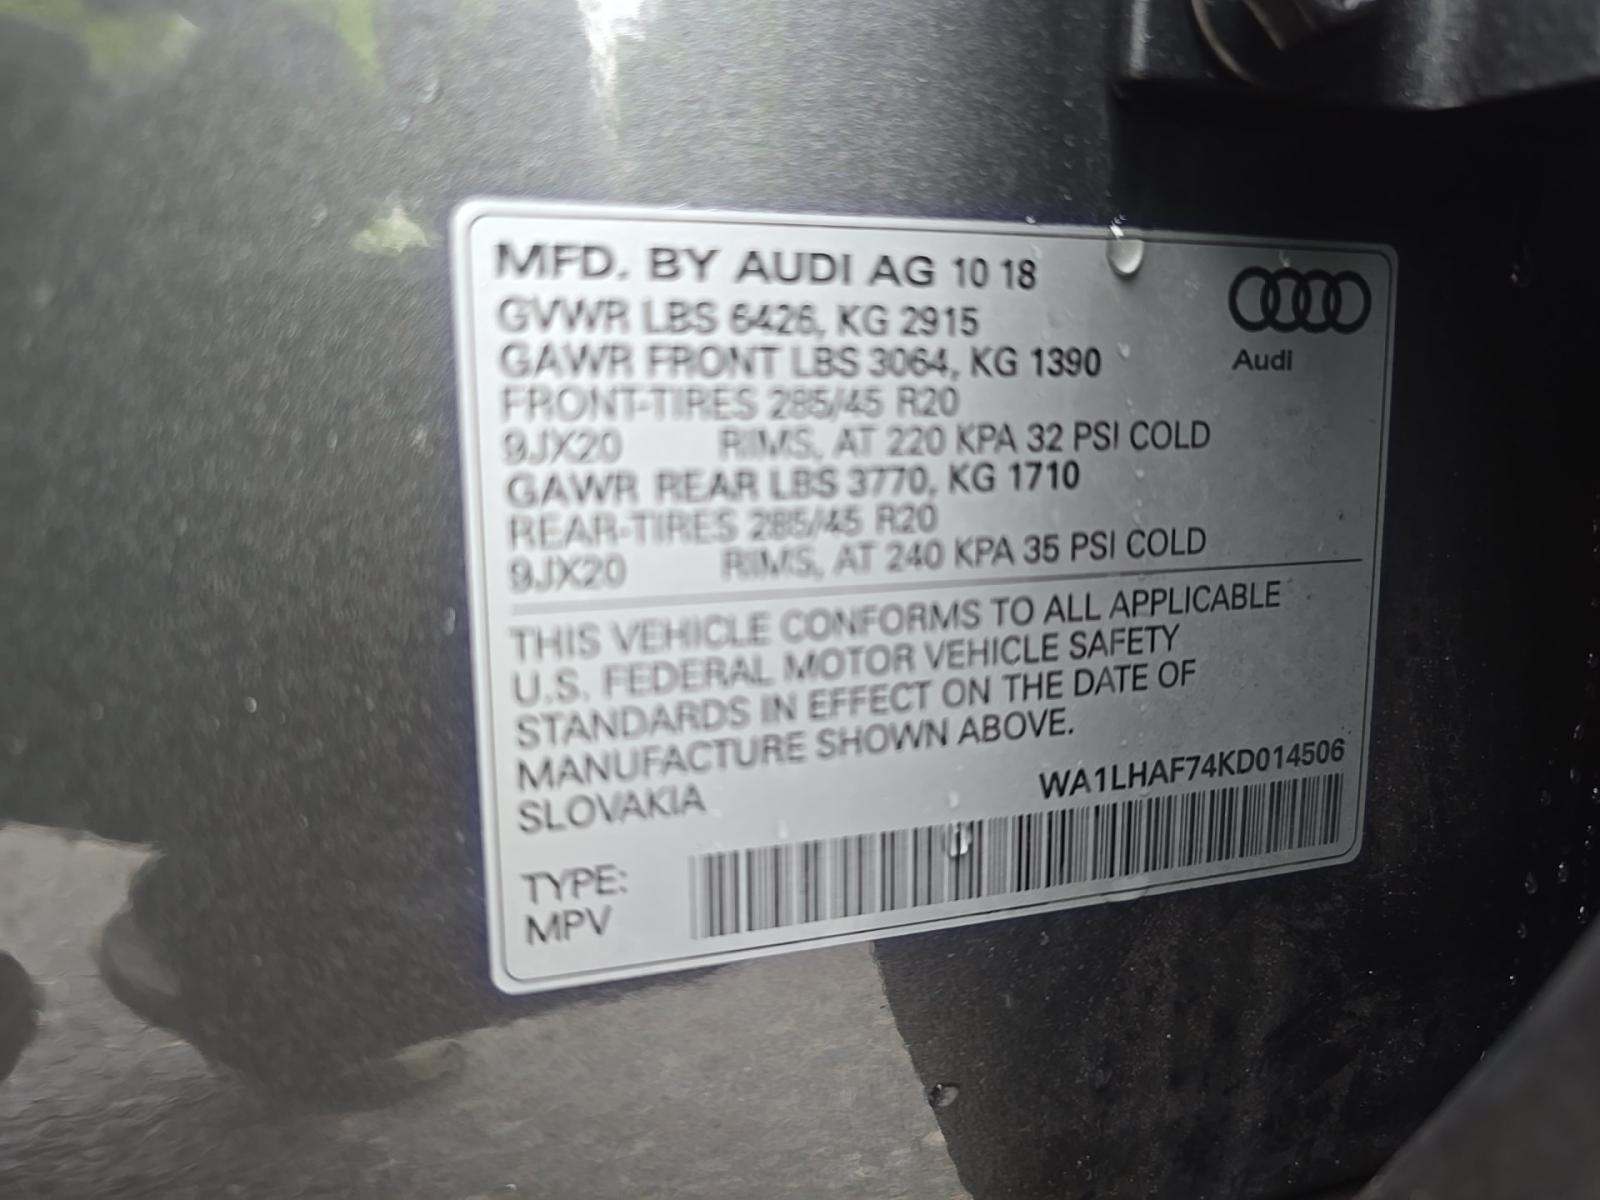 MFD. BY AUDI AG 10 18
GVWR LBS 6426, KG 2915
GAWR FRONT LBS 3064, KG 1390
FRONT-TIRES 285/45 R20
9JX20 RIMS, AT 220 KPA 32 PSI COLD
GAWR REAR LBS 3770, KG 1710
REAR-TIRES 285/45 R20
9JX20 RIMS, AT 240 KPA 35 PSI COLD
Audi
THIS VEHICLE CONFORMS TO ALL APPLICABLE
U.S. FEDERAL MOTOR VEHICLE SAFETY
STANDARDS IN EFFECT ON THE DATE OF
MANUFACTURE SHOWN ABOVE.
SLOVAKIA
WA1LHAF74KD014506
TYPE:
MPV